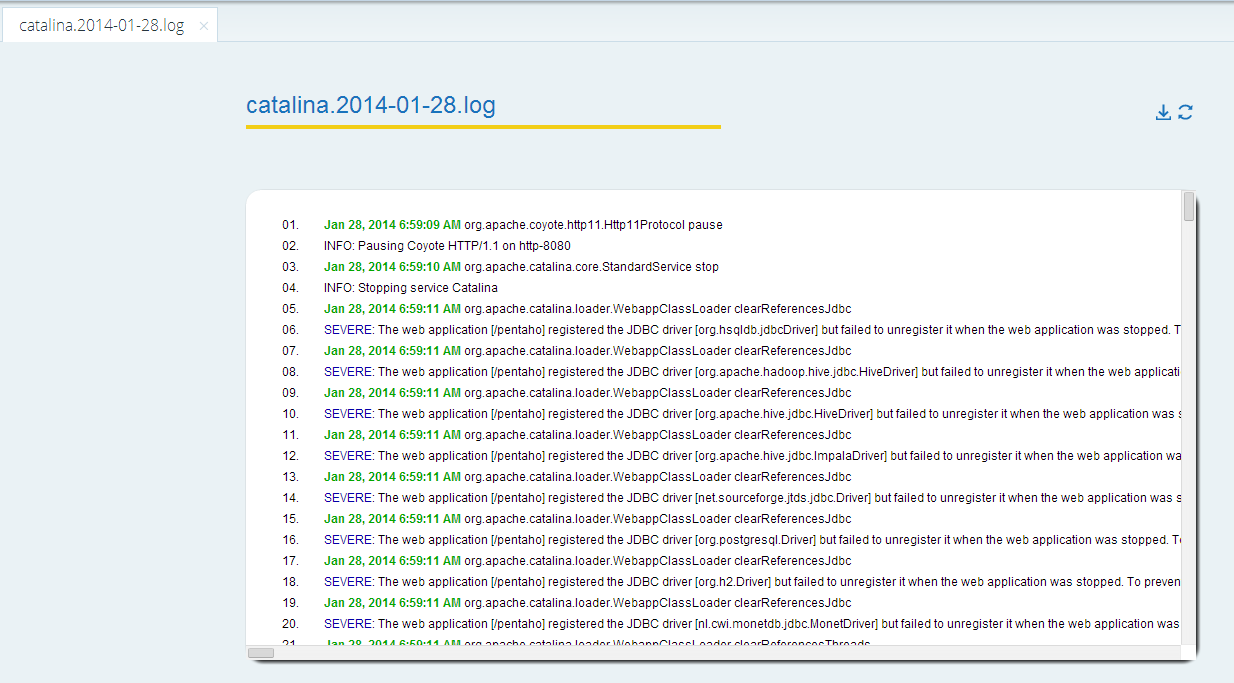 catalina.2014-01-28.log ×
catalina.2014-01-28.log
01. Jan 28, 2014 6:59:09 AM org.apache.coyote.http11.Http11Protocol pause
02. INFO: Pausing Coyote HTTP/1.1 on http-8080
03. Jan 28, 2014 6:59:10 AM org.apache.catalina.core.StandardService stop
04. INFO: Stopping service Catalina
05. Jan 28, 2014 6:59:11 AM org.apache.catalina.loader.WebappClassLoader clearReferencesJdbc
06. SEVERE: The web application [/pentaho] registered the JDBC driver [org.hsqldb.jdbcDriver] but failed to unregister it when the web application was stopped. T
07. Jan 28, 2014 6:59:11 AM org.apache.catalina.loader.WebappClassLoader clearReferencesJdbc
08. SEVERE: The web application [/pentaho] registered the JDBC driver [org.apache.hadoop.hive.jdbc.HiveDriver] but failed to unregister it when the web applicati
09. Jan 28, 2014 6:59:11 AM org.apache.catalina.loader.WebappClassLoader clearReferencesJdbc
10. SEVERE: The web application [/pentaho] registered the JDBC driver [org.apache.hive.jdbc.HiveDriver] but failed to unregister it when the web application was s
11. Jan 28, 2014 6:59:11 AM org.apache.catalina.loader.WebappClassLoader clearReferencesJdbc
12. SEVERE: The web application [/pentaho] registered the JDBC driver [org.apache.hive.jdbc.ImpalaDriver] but failed to unregister it when the web application wa
13. Jan 28, 2014 6:59:11 AM org.apache.catalina.loader.WebappClassLoader clearReferencesJdbc
14. SEVERE: The web application [/pentaho] registered the JDBC driver [net.sourceforge.jtds.jdbc.Driver] but failed to unregister it when the web application was s
15. Jan 28, 2014 6:59:11 AM org.apache.catalina.loader.WebappClassLoader clearReferencesJdbc
16. SEVERE: The web application [/pentaho] registered the JDBC driver [org.postgresql.Driver] but failed to unregister it when the web application was stopped. To
17. Jan 28, 2014 6:59:11 AM org.apache.catalina.loader.WebappClassLoader clearReferencesJdbc
18. SEVERE: The web application [/pentaho] registered the JDBC driver [org.h2.Driver] but failed to unregister it when the web application was stopped. To preven
19. Jan 28, 2014 6:59:11 AM org.apache.catalina.loader.WebappClassLoader clearReferencesJdbc
20. SEVERE: The web application [/pentaho] registered the JDBC driver [nl.cwi.monetdb.jdbc.MonetDriver] but failed to unregister it when the web application was
21. Jan 28, 2014 6:59:11 AM org.apache.catalina.loader.WebappClassLoader clearReferencesThreads